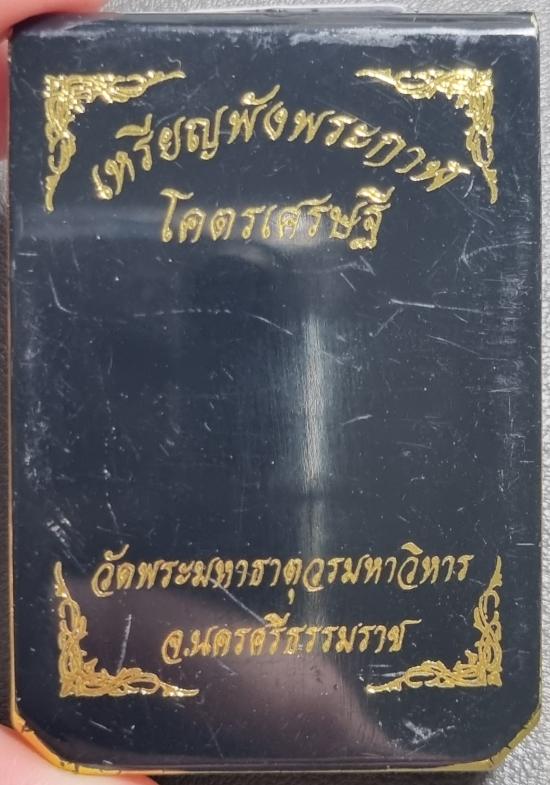 เหรียญพังพระกาฬ
โคตรเศรษฐี
วัดพระมหาธาตุวรมหาวิหาร
จ.นครศรีธรรมราช